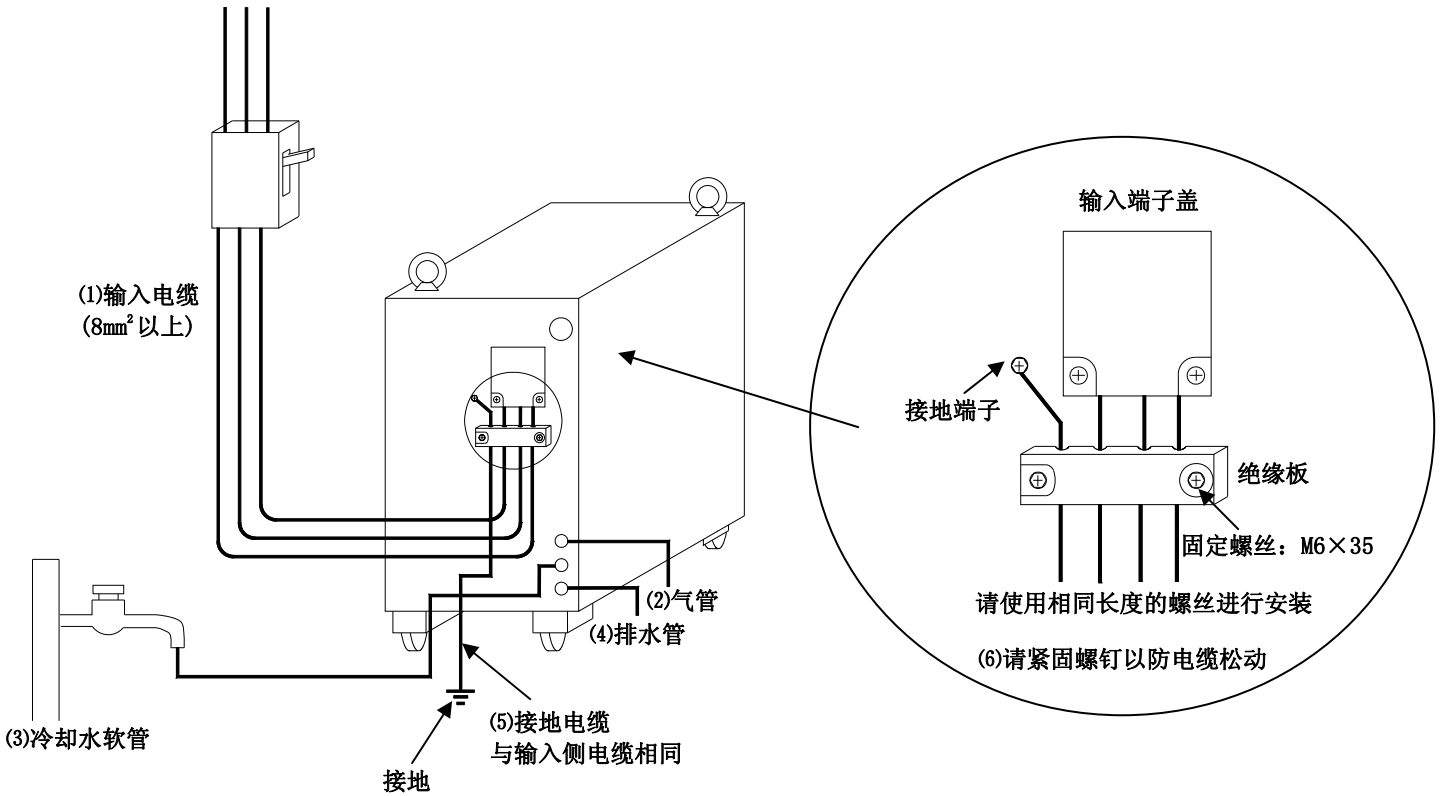 ⑴输入电缆
(8mm²以上)
⑵气管
⑷排水管
⑶冷却水软管
⑸接地电缆
与输入侧电缆相同
接地
输入端子盖
接地端子
绝缘板
固定螺丝：M6×35
请使用相同长度的螺丝进行安装
⑹请紧固螺钉以防电缆松动